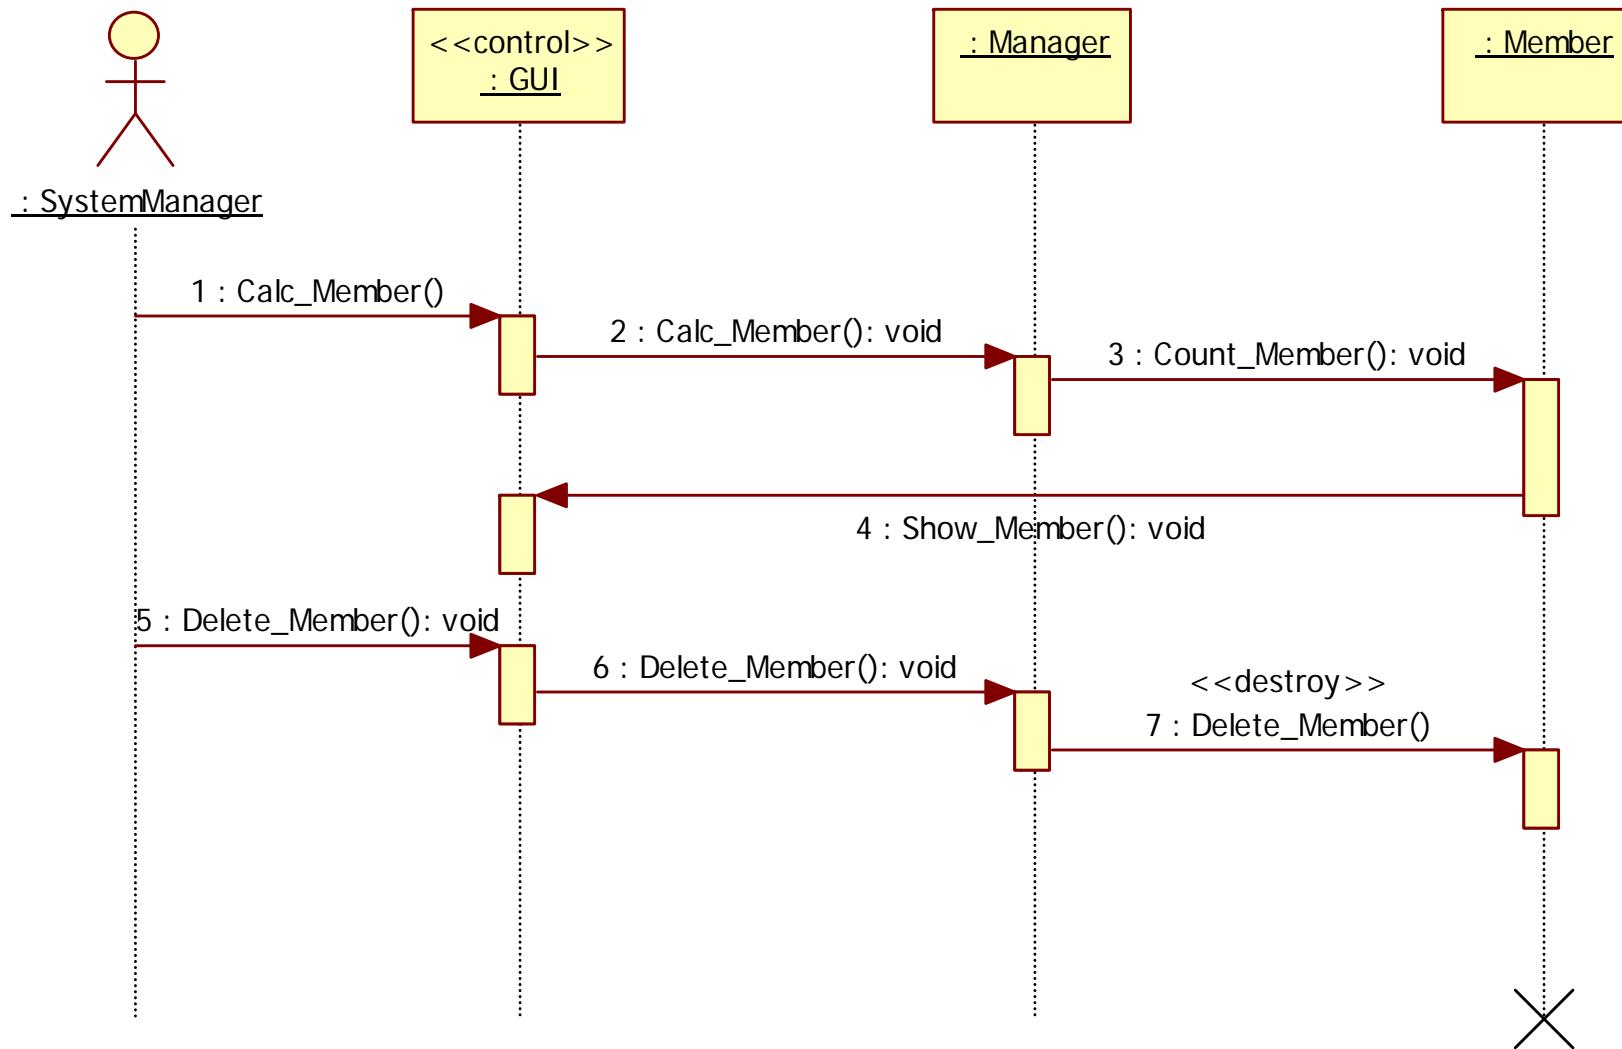 <<control>>
: GUI
: Manager
: Member
: SystemManager
1 : Calc_Member()
2 : Calc_Member(): void
3 : Count_Member(): void
4 : Show_Member(): void
5 : Delete_Member(): void
6 : Delete_Member(): void
<<destroy>>
7 : Delete_Member()